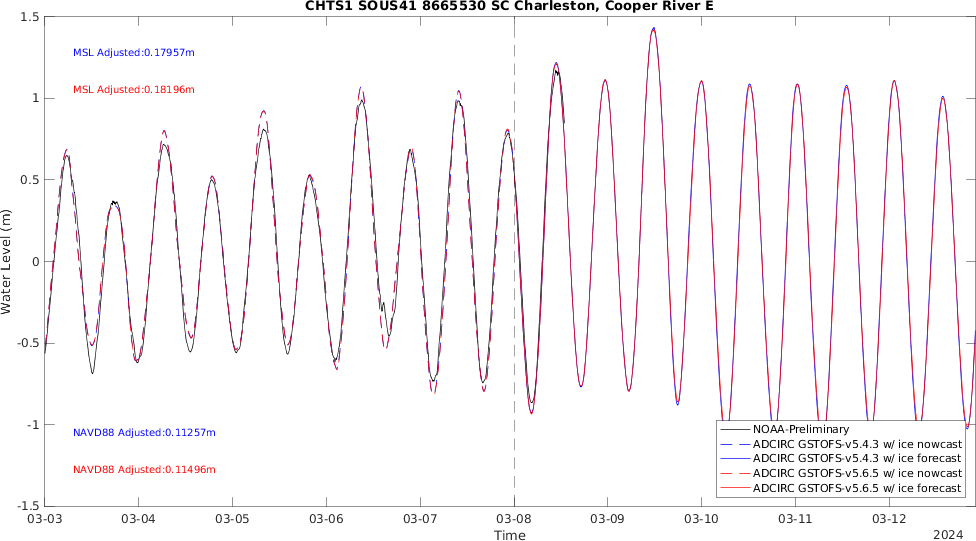 CHTS1 SOUS41 8665530 SC Charleston, Cooper River E
MSL Adjusted:0.17957m
MSL Adjusted:0.18196m
NAVD88 Adjusted:0.11257m
NAVD88 Adjusted:0.11496m
NOAA-Preliminary
ADCIRC GSTOFS-v5.4.3 w/ ice nowcast
ADCIRC GSTOFS-v5.4.3 w/ ice forecast
ADCIRC GSTOFS-v5.6.5 w/ ice nowcast
ADCIRC GSTOFS-v5.6.5 w/ ice forecast
Water Level (m)
1.5
1
0.5
0
-0.5
-1
-1.5
03-03 03-04 03-05 03-06 03-07 03-08 03-09 03-10 03-11 03-12
Time
2024